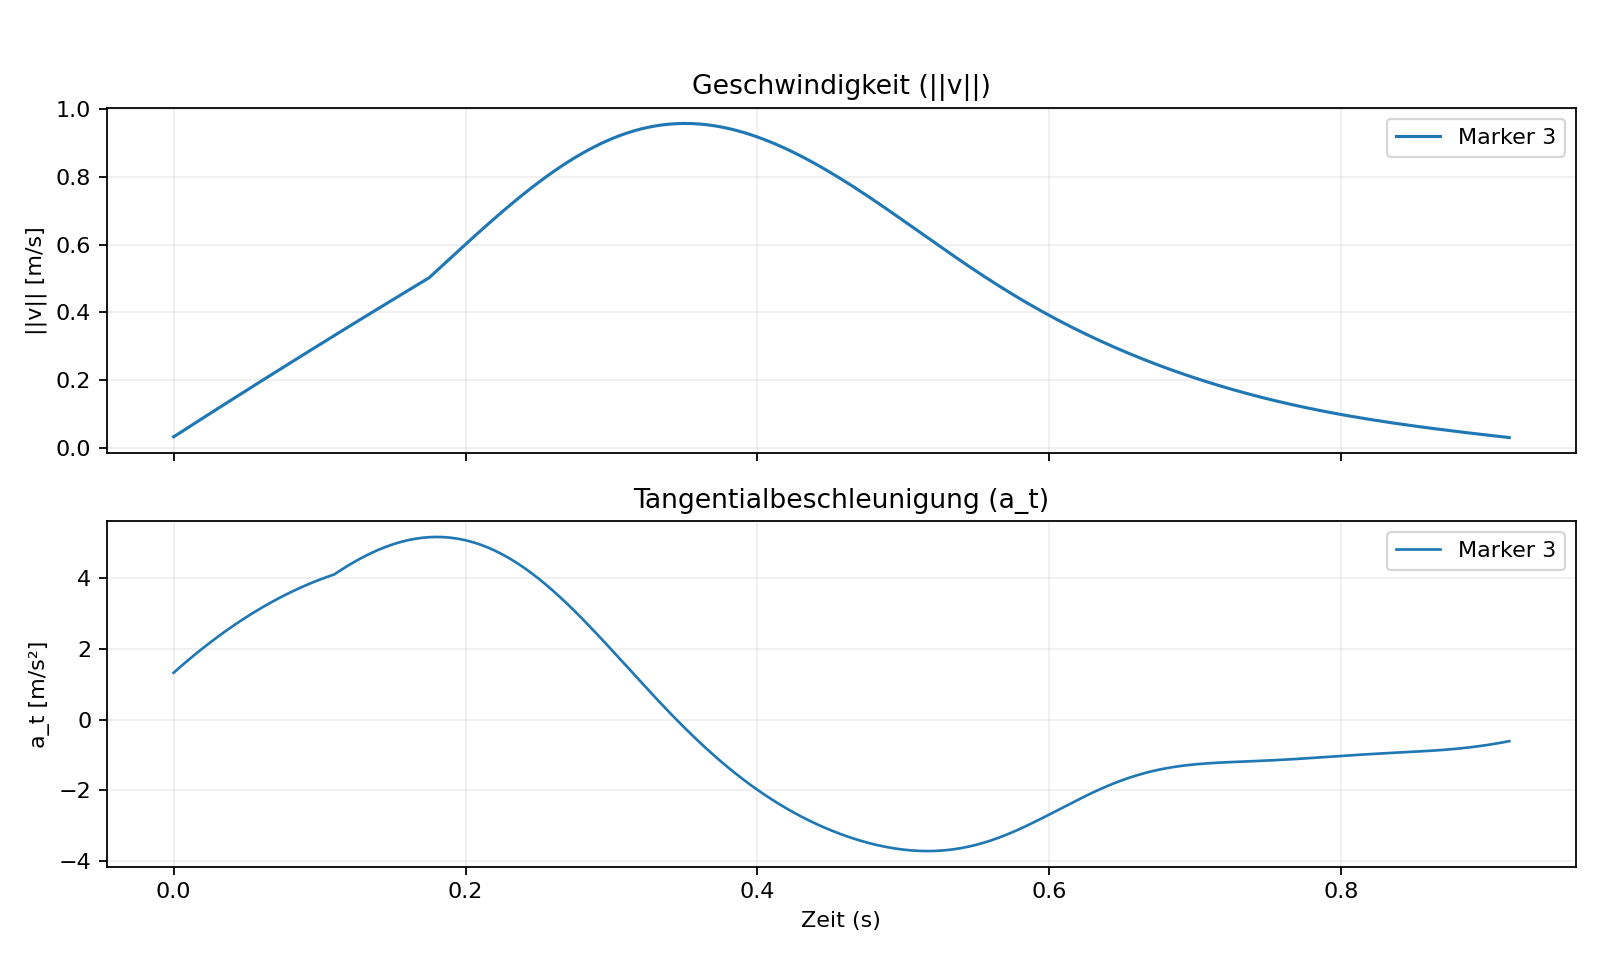 Geschwindigkeit (||v||)
||v|| [m/s]
1.0
0.8
0.6
0.4
0.2
0.0
Marker 3
Tangentialbeschleunigung (a_t)
a_t [m/s²]
4
2
0
−2
−4
Marker 3
0.0 0.2 0.4 0.6 0.8
Zeit (s)